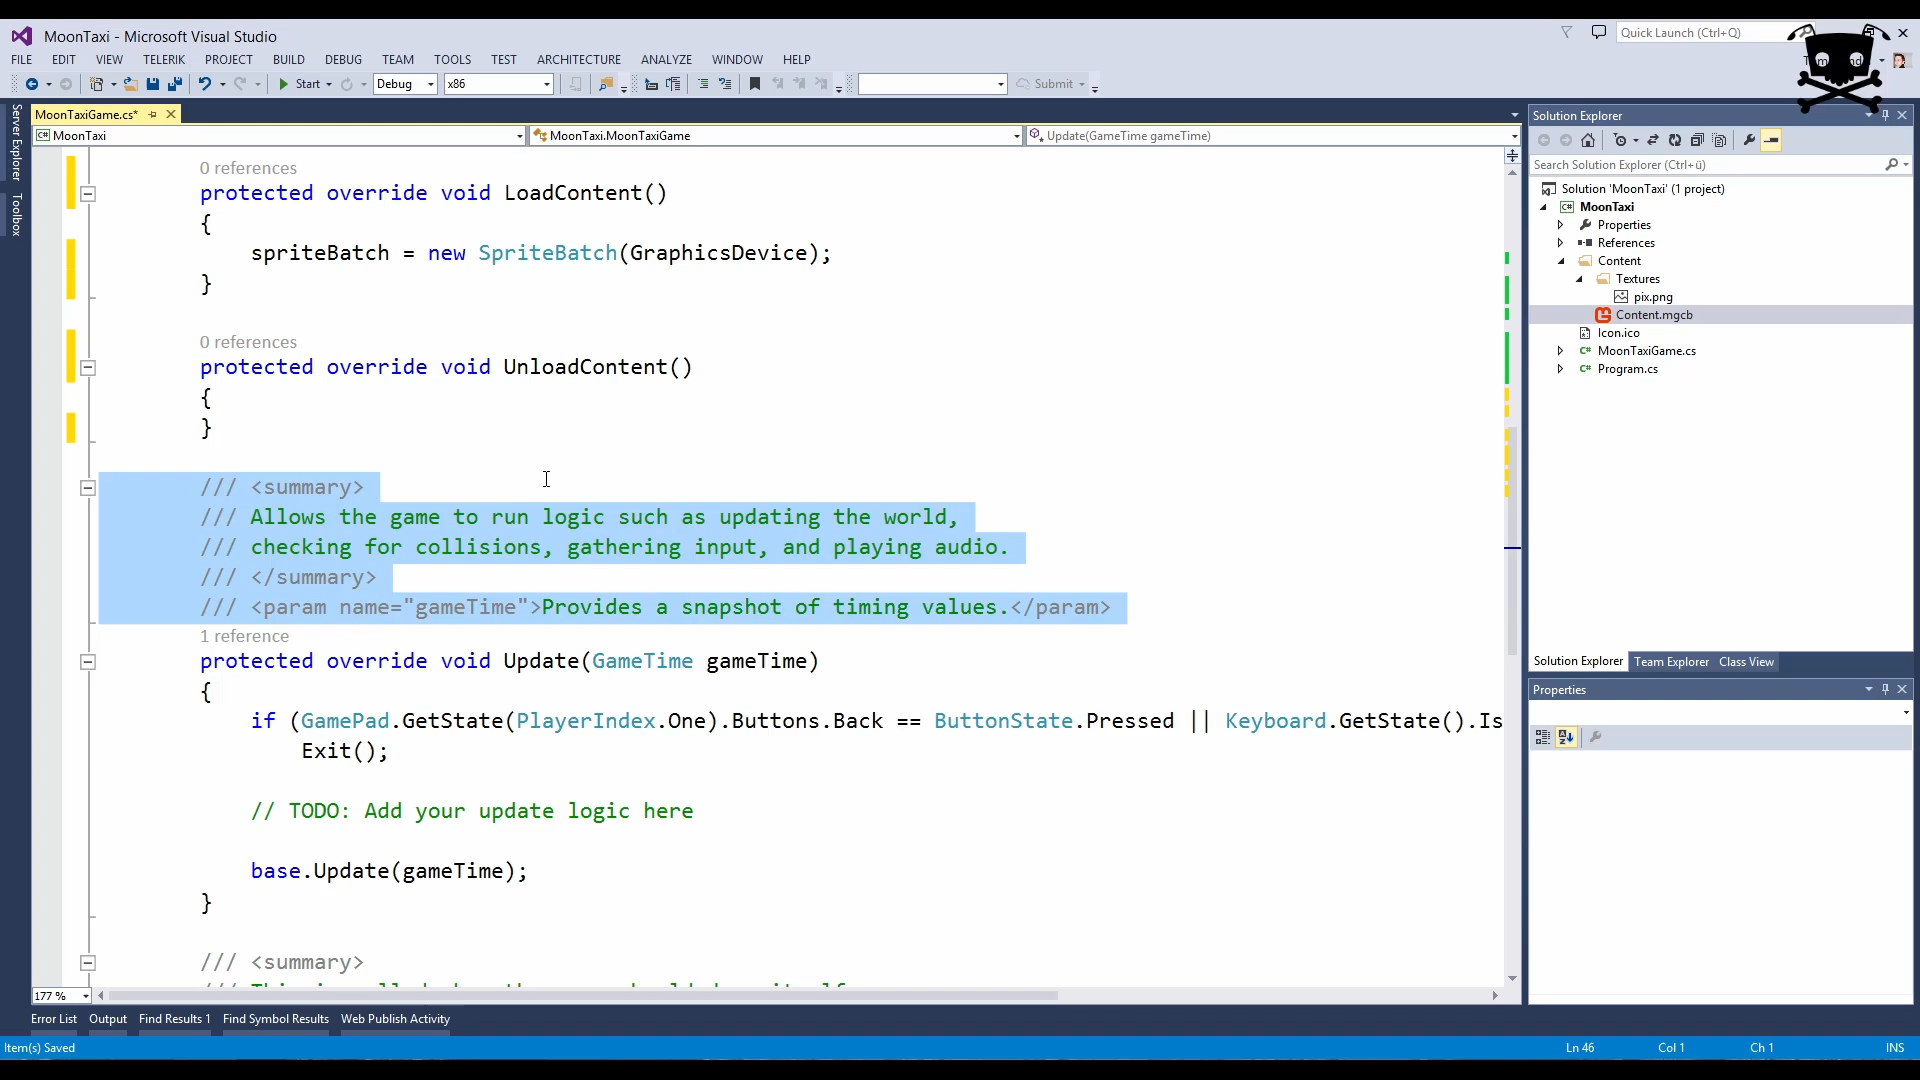 MoonTaxi - Microsoft Visual Studio
Quick Launch (Ctrl+Q)
FILE EDIT VIEW TELERIK PROJECT BUILD DEBUG TEAM TOOLS TEST ARCHITECTURE ANALYZE WINDOW HELP
Start Debug x86 Submit
Server Explorer
Toolbox
MoonTaxiGame.cs*
MoonTaxi MoonTaxi.MoonTaxiGame Update(GameTime gameTime)
0 references
protected override void LoadContent()
{
spriteBatch = new SpriteBatch(GraphicsDevice);
}
0 references
protected override void UnloadContent()
{
}
/// <summary>
/// Allows the game to run logic such as updating the world,
/// checking for collisions, gathering input, and playing audio.
/// </summary>
/// <param name="gameTime">Provides a snapshot of timing values.</param>
1 reference
protected override void Update(GameTime gameTime)
{
if (GamePad.GetState(PlayerIndex.One).Buttons.Back == ButtonState.Pressed || Keyboard.GetState().Is
Exit();
// TODO: Add your update logic here
base.Update(gameTime);
}
/// <summary>
177 %
Solution Explorer
Search Solution Explorer (Ctrl+ü)
Solution 'MoonTaxi' (1 project)
MoonTaxi
Properties
References
Content
Textures
pix.png
Content.mgcb
Icon.ico
MoonTaxiGame.cs
Program.cs
Solution Explorer Team Explorer Class View
Properties
Error List Output Find Results 1 Find Symbol Results Web Publish Activity
Item(s) Saved Ln 46 Col 1 Ch 1 INS